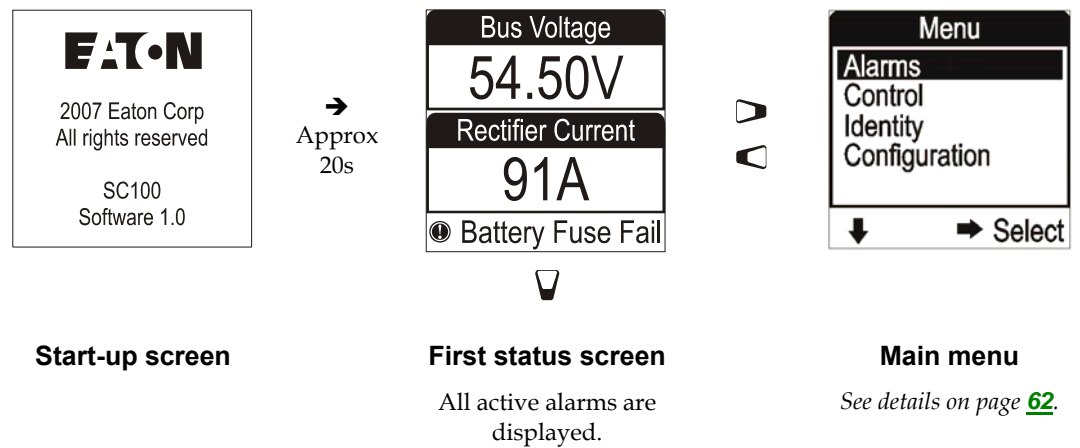 EATON
2007 Eaton Corp
All rights reserved
SC100
Software 1.0
➔
Approx
20s
Bus Voltage
54.50V
Rectifier Current
91A
Battery Fuse Fail
Menu
Alarms
Control
Identity
Configuration
Select
Start-up screen
First status screen
All active alarms are
displayed.
Main menu
See details on page 62.